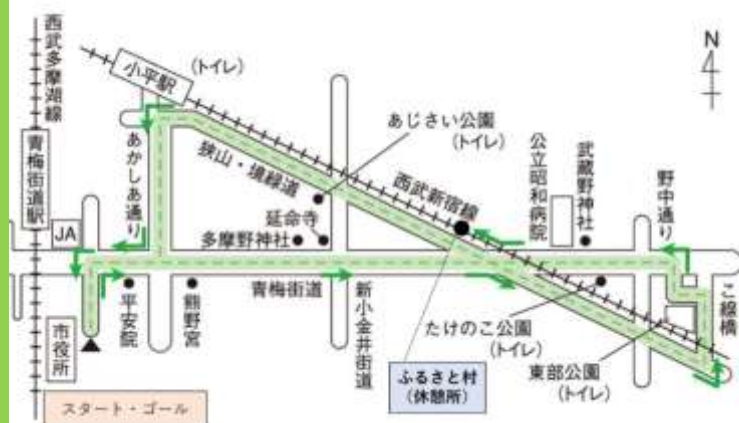 西武多摩湖線
小平駅
(トイレ)
N
青梅街道駅
あかしあ通り
狭山・境緑道
あじさい公園
(トイレ)
西武新宿線
公立昭和病院
武蔵野神社
野中通り
JA
延命寺
多摩野神社
平安院
熊野宮
青梅街道
新小金井街道
たけのこ公園
(トイレ)
こ線橋
市役所
ふるさと村
(休憩所)
東部公園
(トイレ)
スタート・ゴール